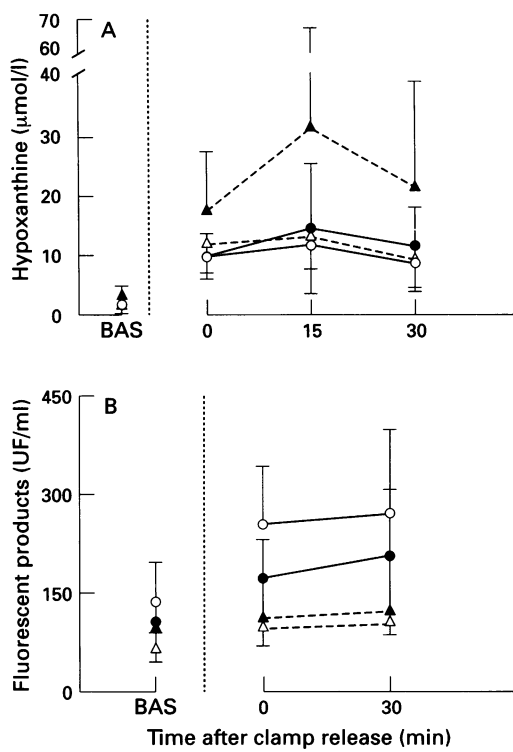 A
Hypoxanthine (μmol/l)
70
60
40
30
20
10
0
BAS
0 15 30
B
Fluorescent products (UF/ml)
450
300
150
0
BAS
0 30
Time after clamp release (min)